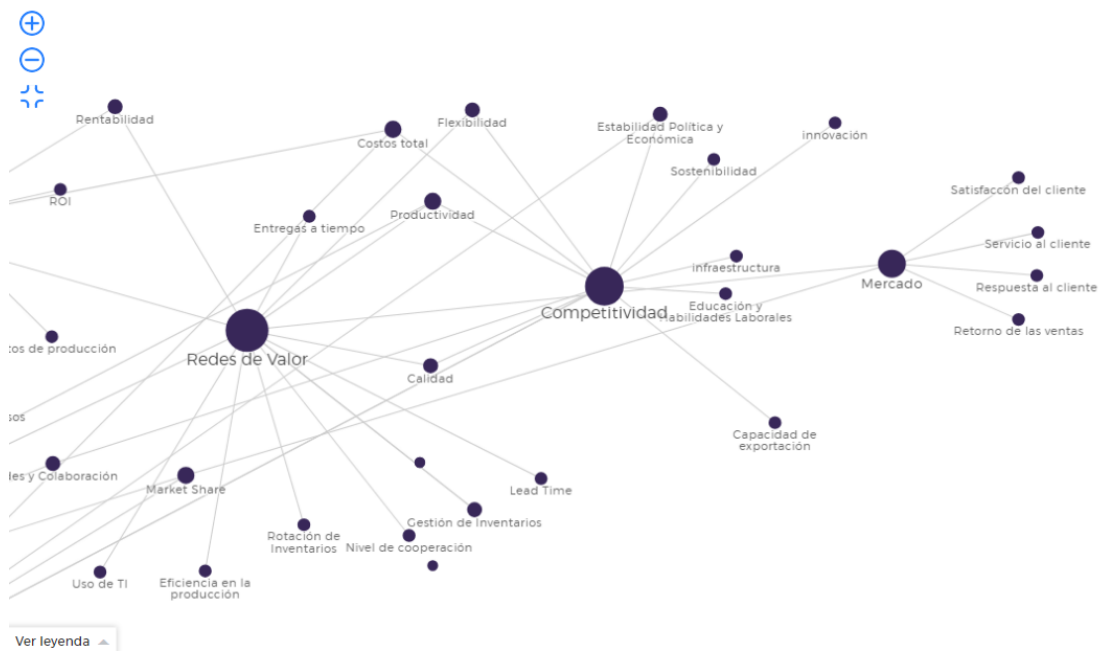 Rentabilidad
Flexibilidad
Costos total
Estabilidad Política y
Económica
innovación
Sostenibilidad
ROI
Satisfaccón del cliente
Productividad
Entregas a tiempo
Servicio al cliente
infraestructura
Mercado
Respuesta al cliente
Competitividad
Educación y
Habilidades Laborales
Retorno de las ventas
tos de producción
Redes de Valor
Calidad
sos
Capacidad de
exportación
des y Colaboración
Market Share
Lead Time
Gestión de Inventarios
Rotación de
Inventarios
Nivel de cooperación
Uso de TI
Eficiencia en la
producción
Ver leyenda